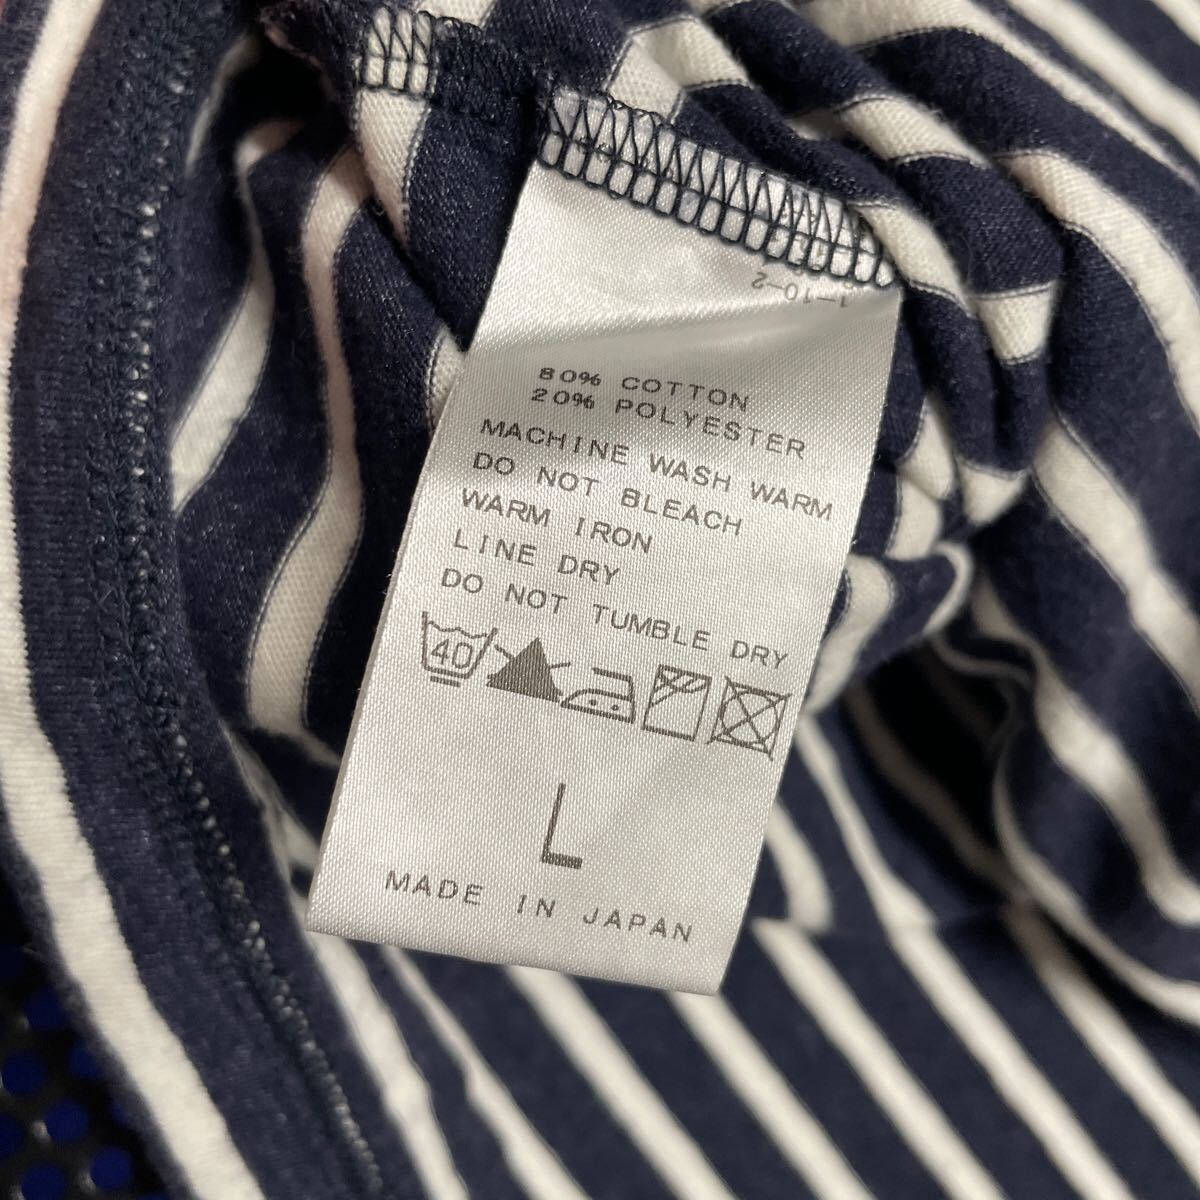 80% COTTON
20% POLYESTER
MACHINE WASH WARM
DO NOT BLEACH
WARM IRON
LINE DRY
DO NOT TUMBLE DRY
40
L
MADE IN JAPAN